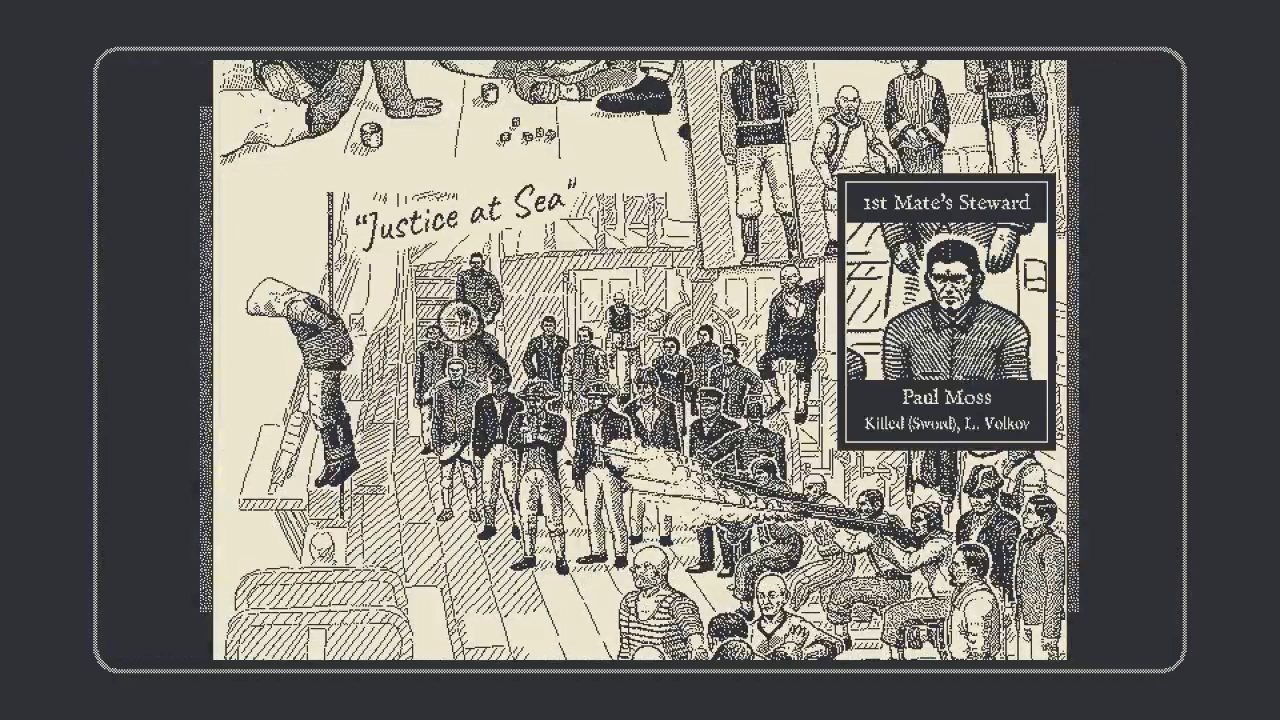 "Justice at Sea"
1st Mate's Steward
Paul Moss
Killed (Sword), L. Volkov